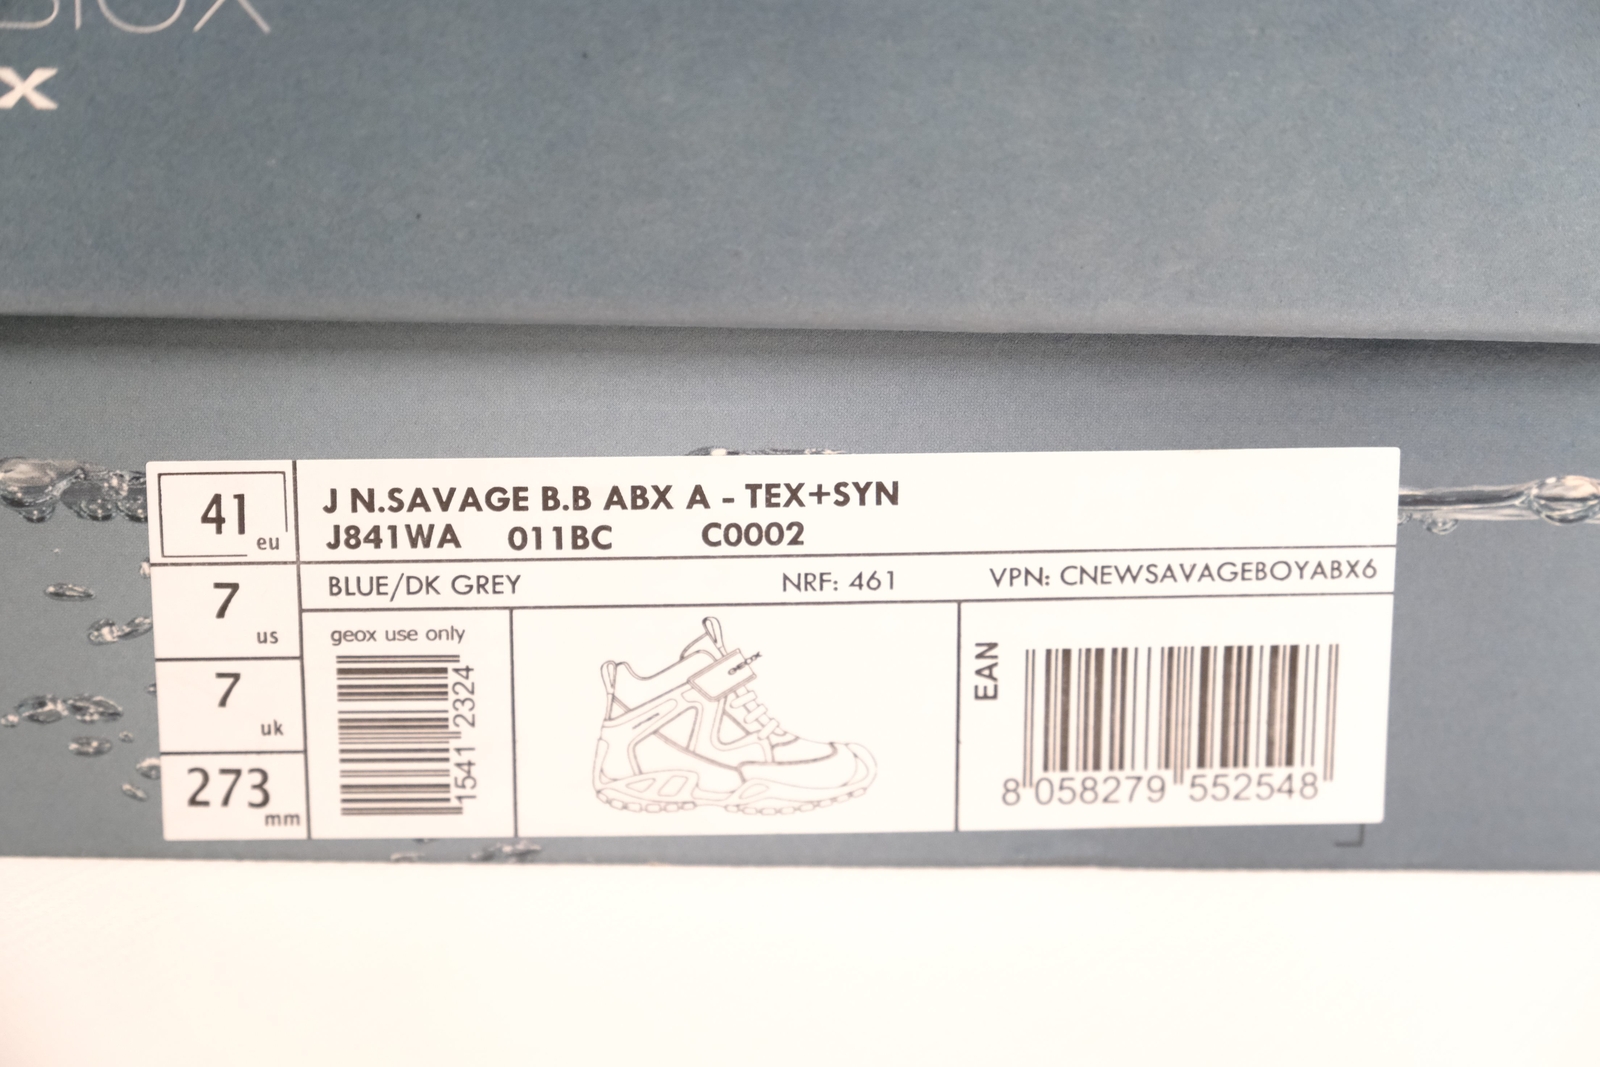 41 eu
J N.SAVAGE B.B ABX A - TEX+SYN
J841WA 011BC C0002
7 us
BLUE/DK GREY NRF: 461 VPN: CNEWSAVAGEBOYABX6
7 uk
273 mm
geox use only
1541 2324
GEOX
EAN
8 058279 552548